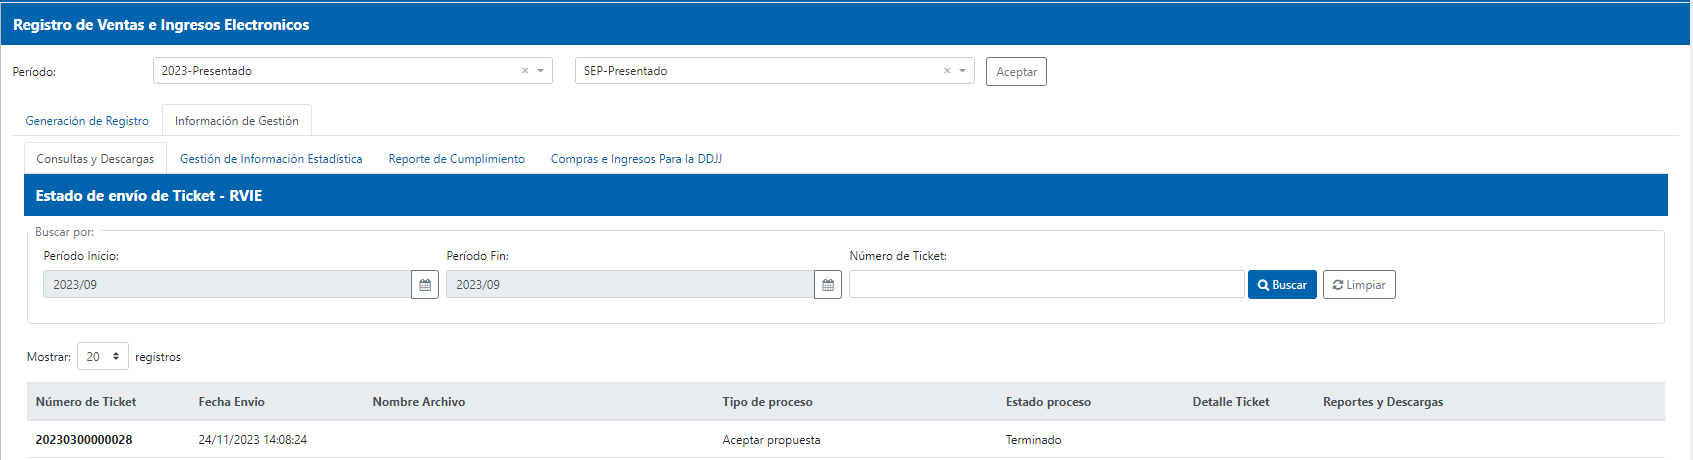 Registro de Ventas e Ingresos Electronicos
Período: 2023-Presentado × SEP-Presentado × Aceptar
Generación de Registro Información de Gestión
Consultas y Descargas Gestión de Información Estadística Reporte de Cumplimiento Compras e Ingresos Para la DDJJ
Estado de envío de Ticket - RVIE
Buscar por:
Período Inicio: Período Fin: Número de Ticket:
2023/09 2023/09 Buscar Limpiar
Mostrar: 20 registros
Número de Ticket Fecha Envio Nombre Archivo Tipo de proceso Estado proceso Detalle Ticket Reportes y Descargas
20230300000028 24/11/2023 14:08:24 Aceptar propuesta Terminado